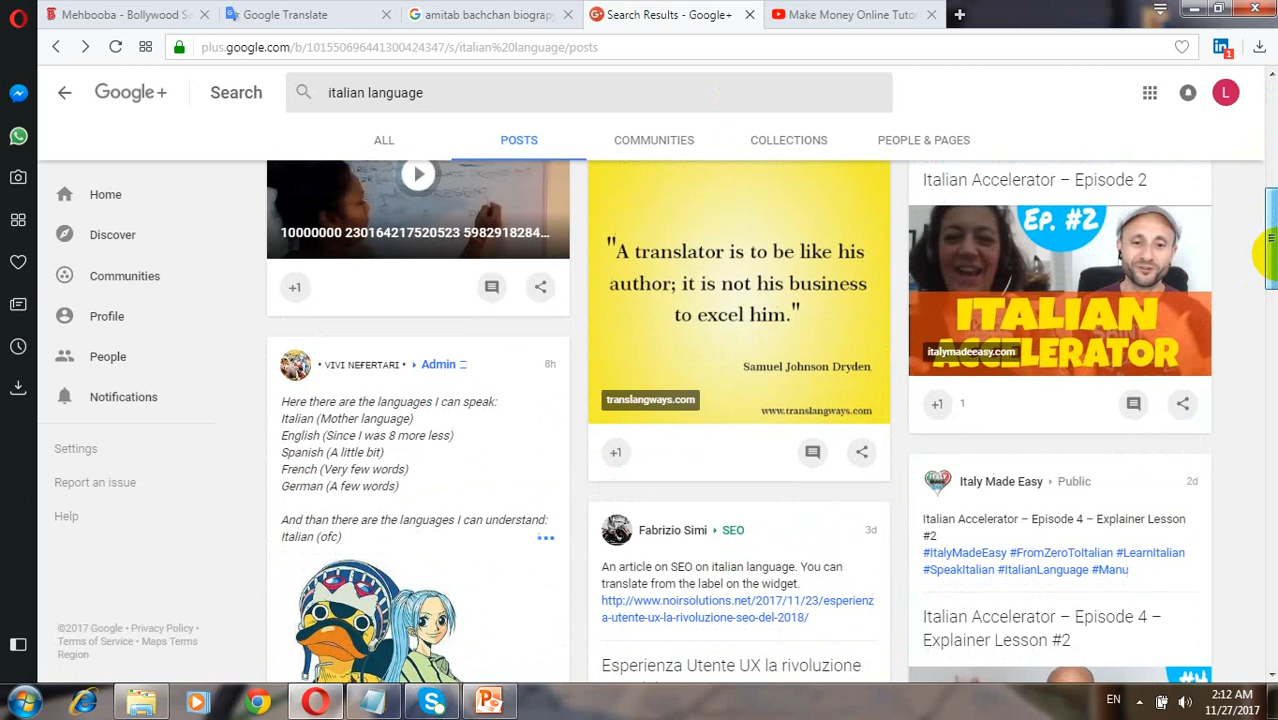 Mehbooba - Bollywood Se
Google Translate
amitab bachchan biograpy
Search Results - Google+
Make Money Online Tutor
plus.google.com/b/101550696441300424347/s/italian%20language/posts
1
Google+
Search
italian language
L
ALL
POSTS
COMMUNITIES
COLLECTIONS
PEOPLE & PAGES
Home
Discover
Communities
Profile
People
Notifications
Settings
Report an issue
Help
©2017 Google • Privacy Policy •
Terms of Service • Maps Terms
Region
10000000 230164217520523 5982918284...
+1
• VIVI NEFERTARI •
Admin
8h
Here there are the languages I can speak:
Italian (Mother language)
English (Since I was 8 more less)
Spanish (A little bit)
French (Very few words)
German (A few words)
And than there are the languages I can understand:
Italian (ofc)
"A translator is to be like his
author; it is not his business
to excel him."
Samuel Johnson Dryden
translangways.com
www.translangways.com
+1
Fabrizio Simi
SEO
3d
An article on SEO on italian language. You can
translate from the label on the widget.
http://www.noirsolutions.net/2017/11/23/esperienz
a-utente-ux-la-rivoluzione-seo-del-2018/
Esperienza Utente UX la rivoluzione
Italian Accelerator – Episode 2
EP. #2
ITALIAN
italymadeeasy.com
ACCELERATOR
+1
1
Italy Made Easy
Public
2d
Italian Accelerator – Episode 4 – Explainer Lesson
#2
#ItalyMadeEasy #FromZeroToItalian #LearnItalian
#SpeakItalian #ItalianLanguage #Manu
Italian Accelerator – Episode 4 –
Explainer Lesson #2
EN
2:12 AM
11/27/2017